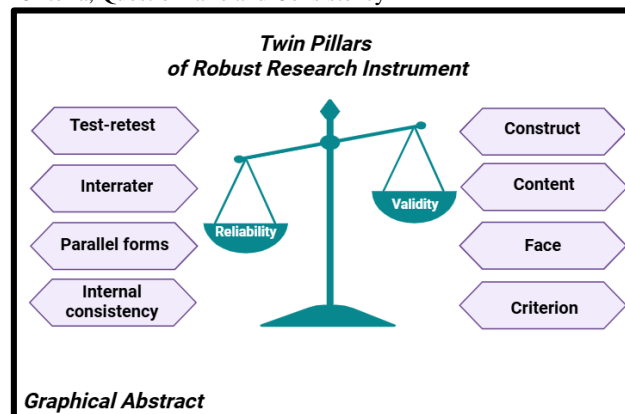 Twin Pillars
of Robust Research Instrument
Test-retest
Interrater
Parallel forms
Internal
consistency
Reliability
Validity
Construct
Content
Face
Criterion
Graphical Abstract